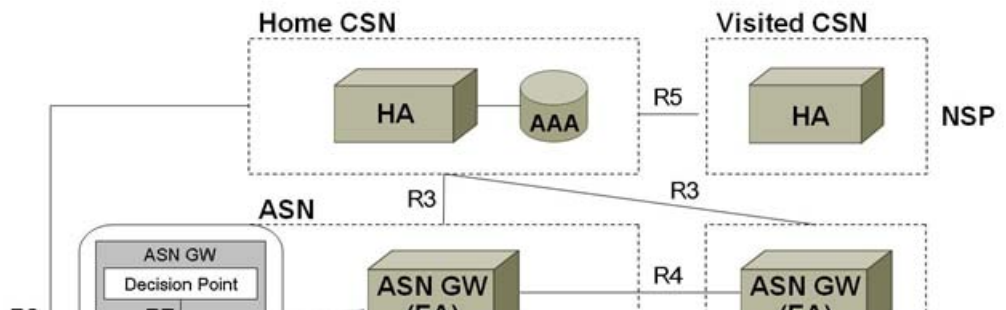 Home CSN
Visited CSN
HA
AAA
R5
HA
NSP
R3
R3
ASN
ASN GW
Decision Point
ASN GW
R4
ASN GW